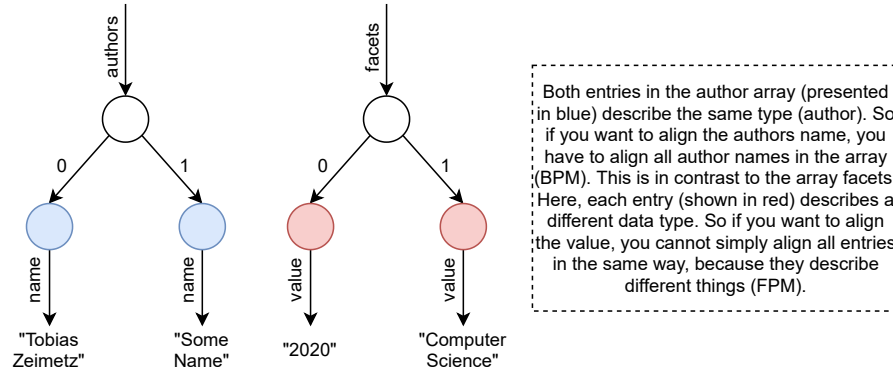 authors
0
1
name
name
"Tobias
Zeimetz"
"Some
Name"
facets
0
1
value
value
"2020"
"Computer
Science"
Both entries in the author array (presented
in blue) describe the same type (author). So
if you want to align the authors name, you
have to align all author names in the array
(BPM). This is in contrast to the array facets.
Here, each entry (shown in red) describes a
different data type. So if you want to align
the value, you cannot simply align all entries
in the same way, because they describe
different things (FPM).